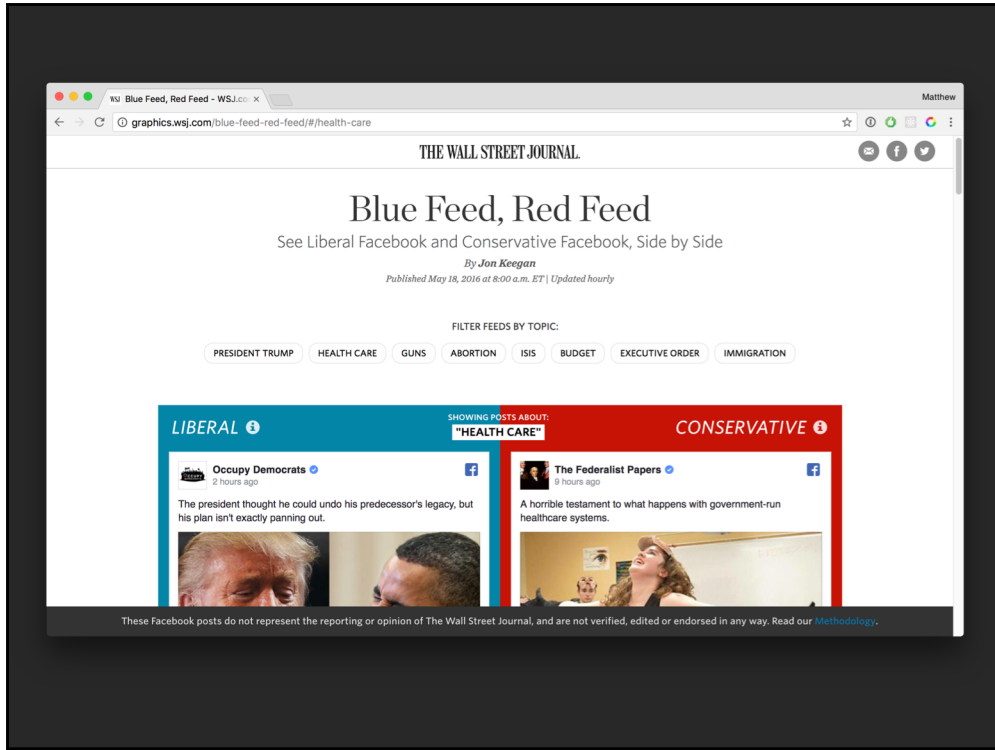 WSJ Blue Feed, Red Feed - WSJ.co
Matthew
graphics.wsj.com/blue-feed-red-feed/#/health-care
THE WALL STREET JOURNAL.
Blue Feed, Red Feed
See Liberal Facebook and Conservative Facebook, Side by Side
By Jon Keegan
Published May 18, 2016 at 8:00 a.m. ET | Updated hourly
FILTER FEEDS BY TOPIC:
PRESIDENT TRUMP HEALTH CARE GUNS ABORTION ISIS BUDGET EXECUTIVE ORDER IMMIGRATION
LIBERAL
SHOWING POSTS ABOUT:
"HEALTH CARE"
CONSERVATIVE
Occupy Democrats
2 hours ago
The president thought he could undo his predecessor's legacy, but
his plan isn't exactly panning out.
The Federalist Papers
9 hours ago
A horrible testament to what happens with government-run
healthcare systems.
These Facebook posts do not represent the reporting or opinion of The Wall Street Journal, and are not verified, edited or endorsed in any way. Read our Methodology.